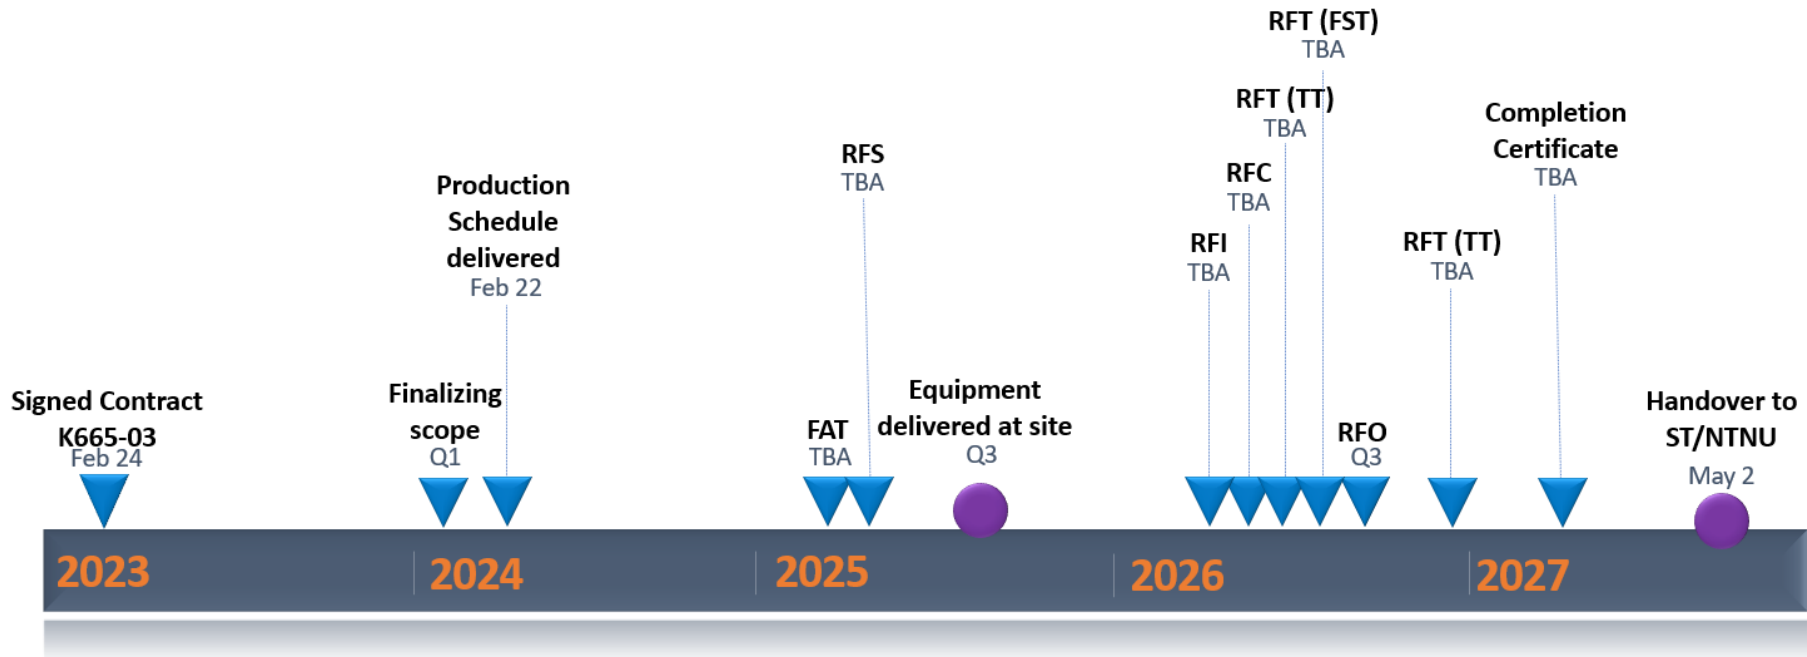 Signed Contract
K665-03
Feb 24
Finalizing
scope
Q1
Production
Schedule
delivered
Feb 22
FAT
TBA
RFS
TBA
Equipment
delivered at site
Q3
RFI
TBA
RFC
TBA
RFT (TT)
TBA
RFT (FST)
TBA
RFO
Q3
RFT (TT)
TBA
Completion
Certificate
TBA
Handover to
ST/NTNU
May 2
2023
2024
2025
2026
2027